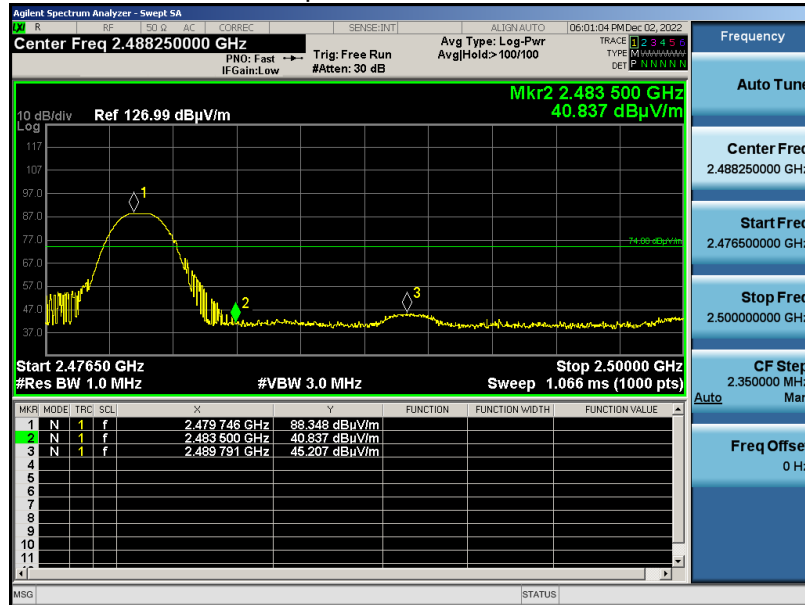 Agilent Spectrum Analyzer - Swept SA
LXI R RF 50 Ω AC CORREC SENSE:INT ALIGN AUTO 06:01:04 PM Dec 02, 2022
Center Freq 2.488250000 GHz
PNO: Fast
IFGain:Low
Trig: Free Run
#Atten: 30 dB
Avg Type: Log-Pwr
Avg|Hold:>100/100
TRACE 1 2 3 4 5 6
TYPE M
DET P N N N N N
Mkr2 2.483 500 GHz
40.837 dBµV/m
10 dB/div Ref 126.99 dBµV/m
Log
117
107
97.0
87.0
77.0
67.0
57.0
47.0
37.0
1
2
3
74.00 dBµV/m
Start 2.47650 GHz Stop 2.50000 GHz
#Res BW 1.0 MHz #VBW 3.0 MHz Sweep 1.066 ms (1000 pts)
MKR MODE TRC SCL X Y FUNCTION FUNCTION WIDTH FUNCTION VALUE
1 N 1 f 2.479 746 GHz 88.348 dBµV/m
2 N 1 f 2.483 500 GHz 40.837 dBµV/m
3 N 1 f 2.489 791 GHz 45.207 dBµV/m
4
5
6
7
8
9
10
11
MSG STATUS
Frequency
Auto Tune
Center Freq
2.488250000 GHz
Start Freq
2.476500000 GHz
Stop Freq
2.500000000 GHz
CF Step
2.350000 MHz
Auto Man
Freq Offset
0 Hz